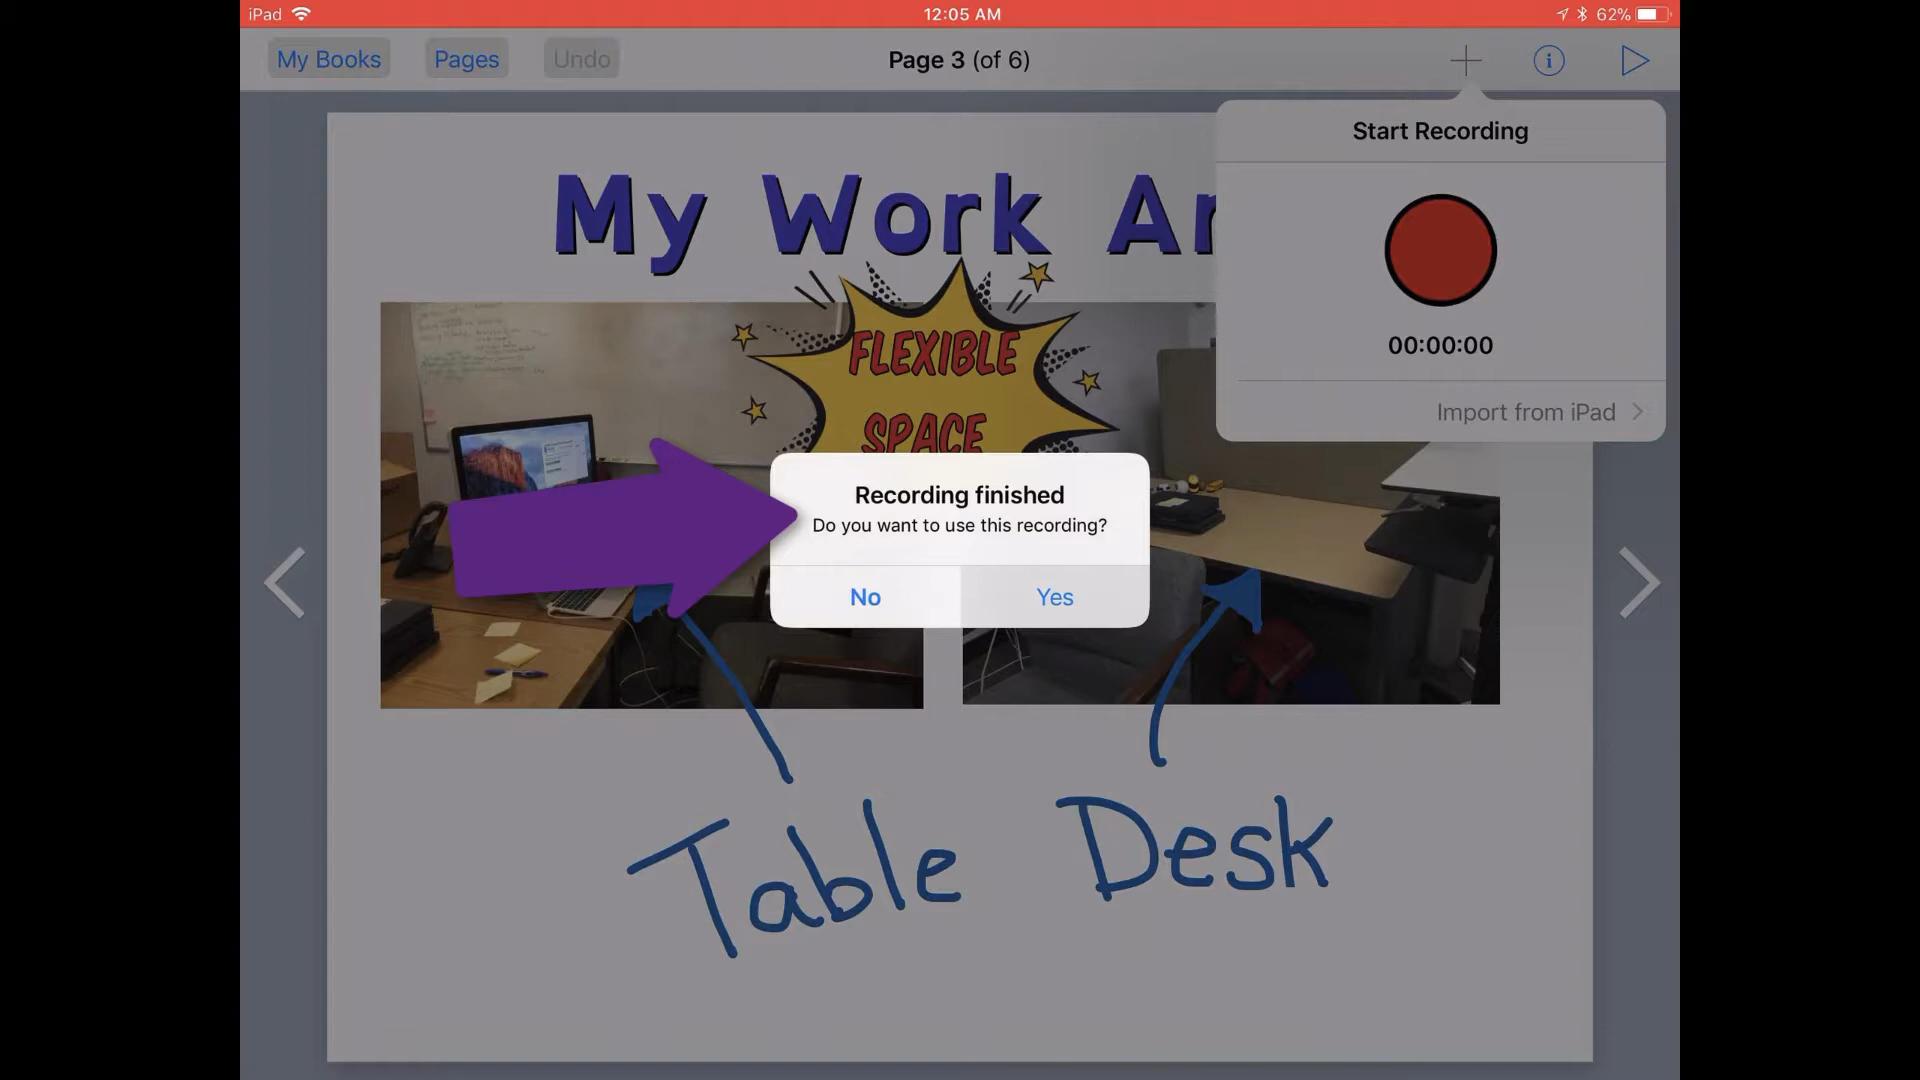 iPad 12:05 AM 62%
My Books Pages Undo Page 3 (of 6)
Start Recording
My Work Ar
00:00:00
Import from iPad
FLEXIBLE
SPACE
Recording finished
Do you want to use this recording?
No Yes
Table Desk